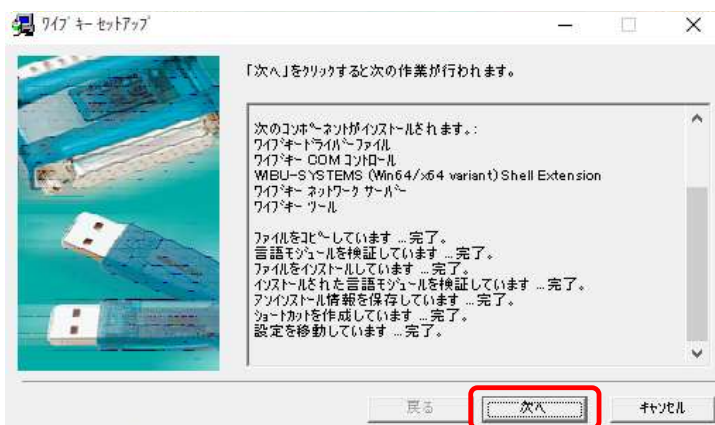 ﾜｲﾌﾞｷｰ ｾｯﾄｱｯﾌﾟ
「次へ」をｸﾘｯｸすると次の作業が行われます。
次のｺﾝﾎﾟｰﾈﾝﾄがｲﾝｽﾄｰﾙされます。:
ﾜｲﾌﾞｷｰﾄﾞﾗｲﾊﾞｰﾌｧｲﾙ
ﾜｲﾌﾞｷｰ COM ｺﾝﾄﾛｰﾙ
WIBU-SYSTEMS (Win64/x64 variant) Shell Extension
ﾜｲﾌﾞｷｰ ﾈｯﾄﾜｰｸ ｻｰﾊﾞｰ
ﾜｲﾌﾞｷｰ ﾂｰﾙ
ﾌｧｲﾙをｺﾋﾟｰしています ...完了。
言語ﾓｼﾞｭｰﾙを検証しています ...完了。
ﾌｧｲﾙをｲﾝｽﾄｰﾙしています ...完了。
ｲﾝｽﾄｰﾙされた言語ﾓｼﾞｭｰﾙを検証しています ...完了。
ｱﾝｲﾝｽﾄｰﾙ情報を保存しています ...完了。
ｼｮｰﾄｶｯﾄを作成しています ...完了。
設定を移動しています ...完了。
戻る
次へ
ｷｬﾝｾﾙ